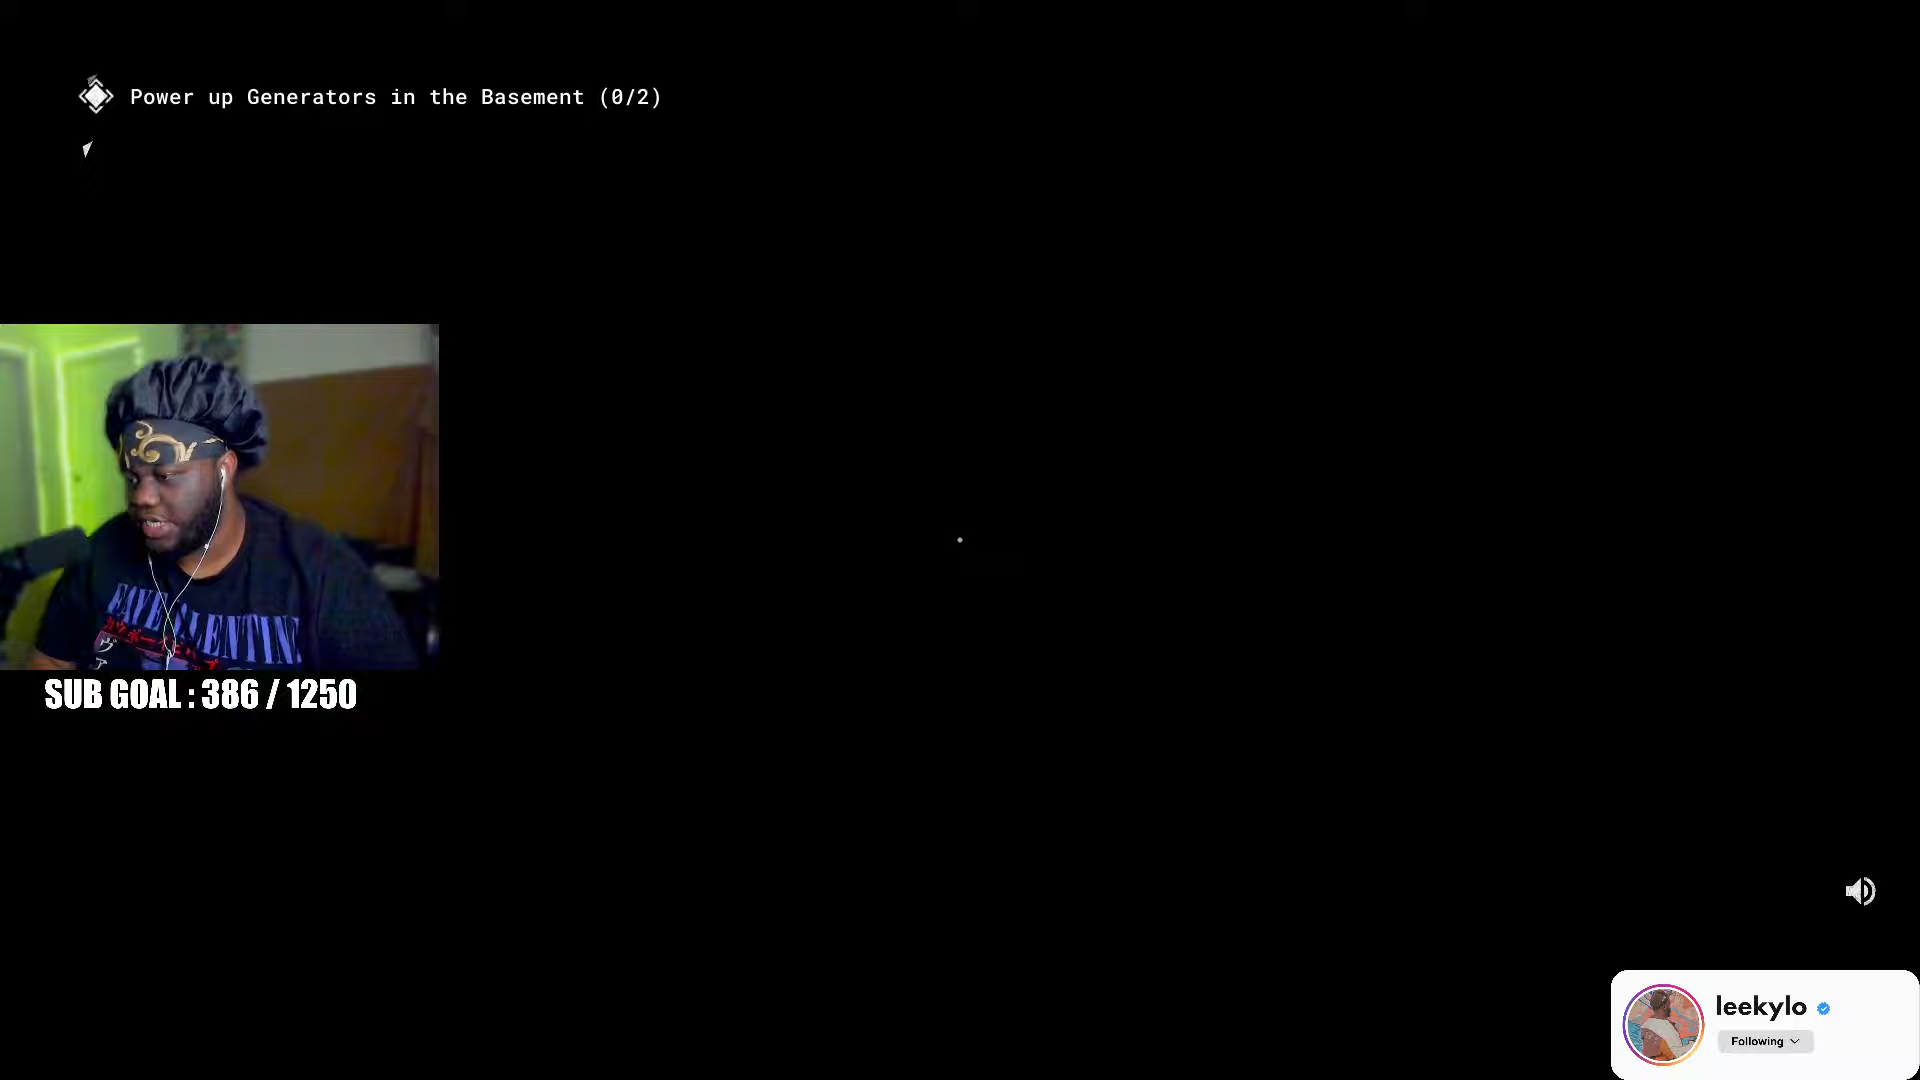 Power up Generators in the Basement (0/2)
SUB GOAL : 386 / 1250
leekylo
Following